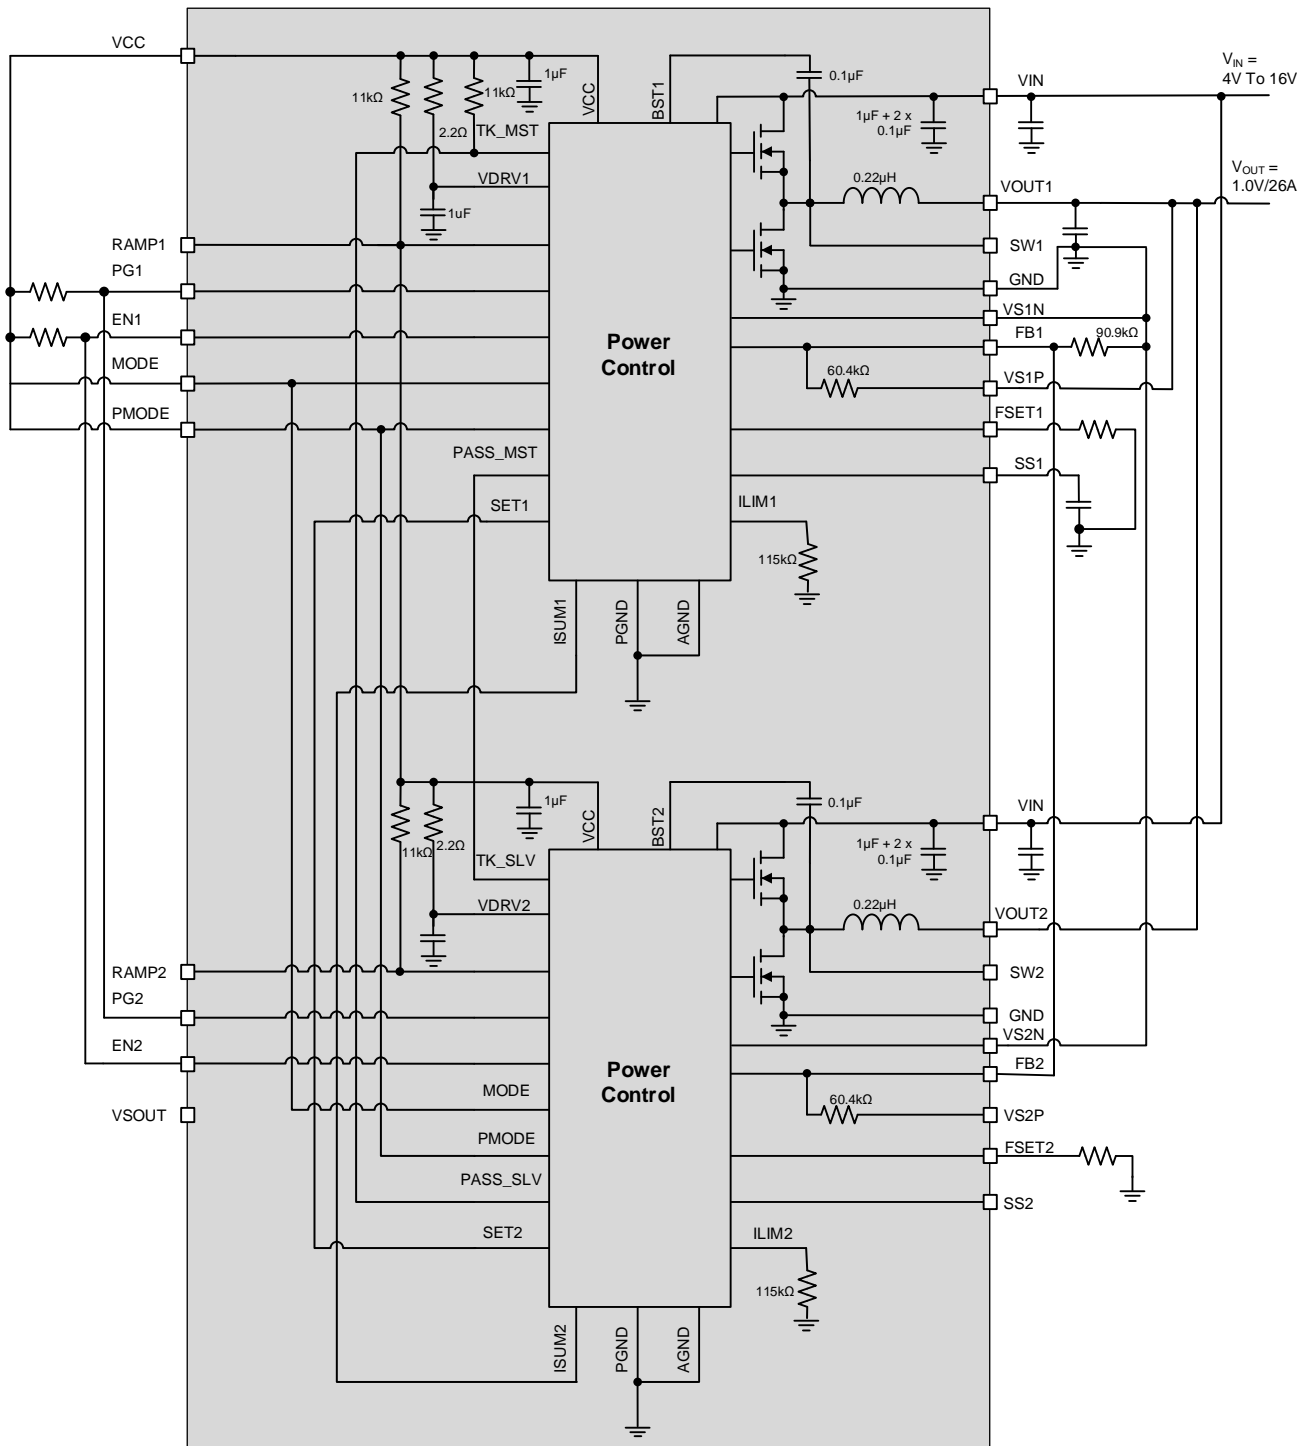 VCC
V_IN =
4V To 16V
1µF
0.1µF
VIN
11kΩ
11kΩ
VCC
BST1
1µF + 2 x
0.1µF
2.2Ω
TK_MST
V_OUT =
1.0V/26A
0.22µH
VOUT1
VDRV1
1uF
RAMP1
SW1
PG1
GND
EN1
VS1N
FB1
90.9kΩ
Power
Control
MODE
60.4kΩ
VS1P
PMODE
FSET1
PASS_MST
SS1
SET1
ILIM1
115kΩ
ISUM1
PGND
AGND
1µF
0.1µF
VIN
VCC
BST2
11kΩ
2.2Ω
1µF + 2 x
0.1µF
TK_SLV
VDRV2
0.22µH
VOUT2
RAMP2
SW2
PG2
GND
VS2N
EN2
FB2
Power
Control
MODE
60.4kΩ
VSOUT
VS2P
PMODE
FSET2
PASS_SLV
SS2
SET2
ILIM2
115kΩ
ISUM2
PGND
AGND